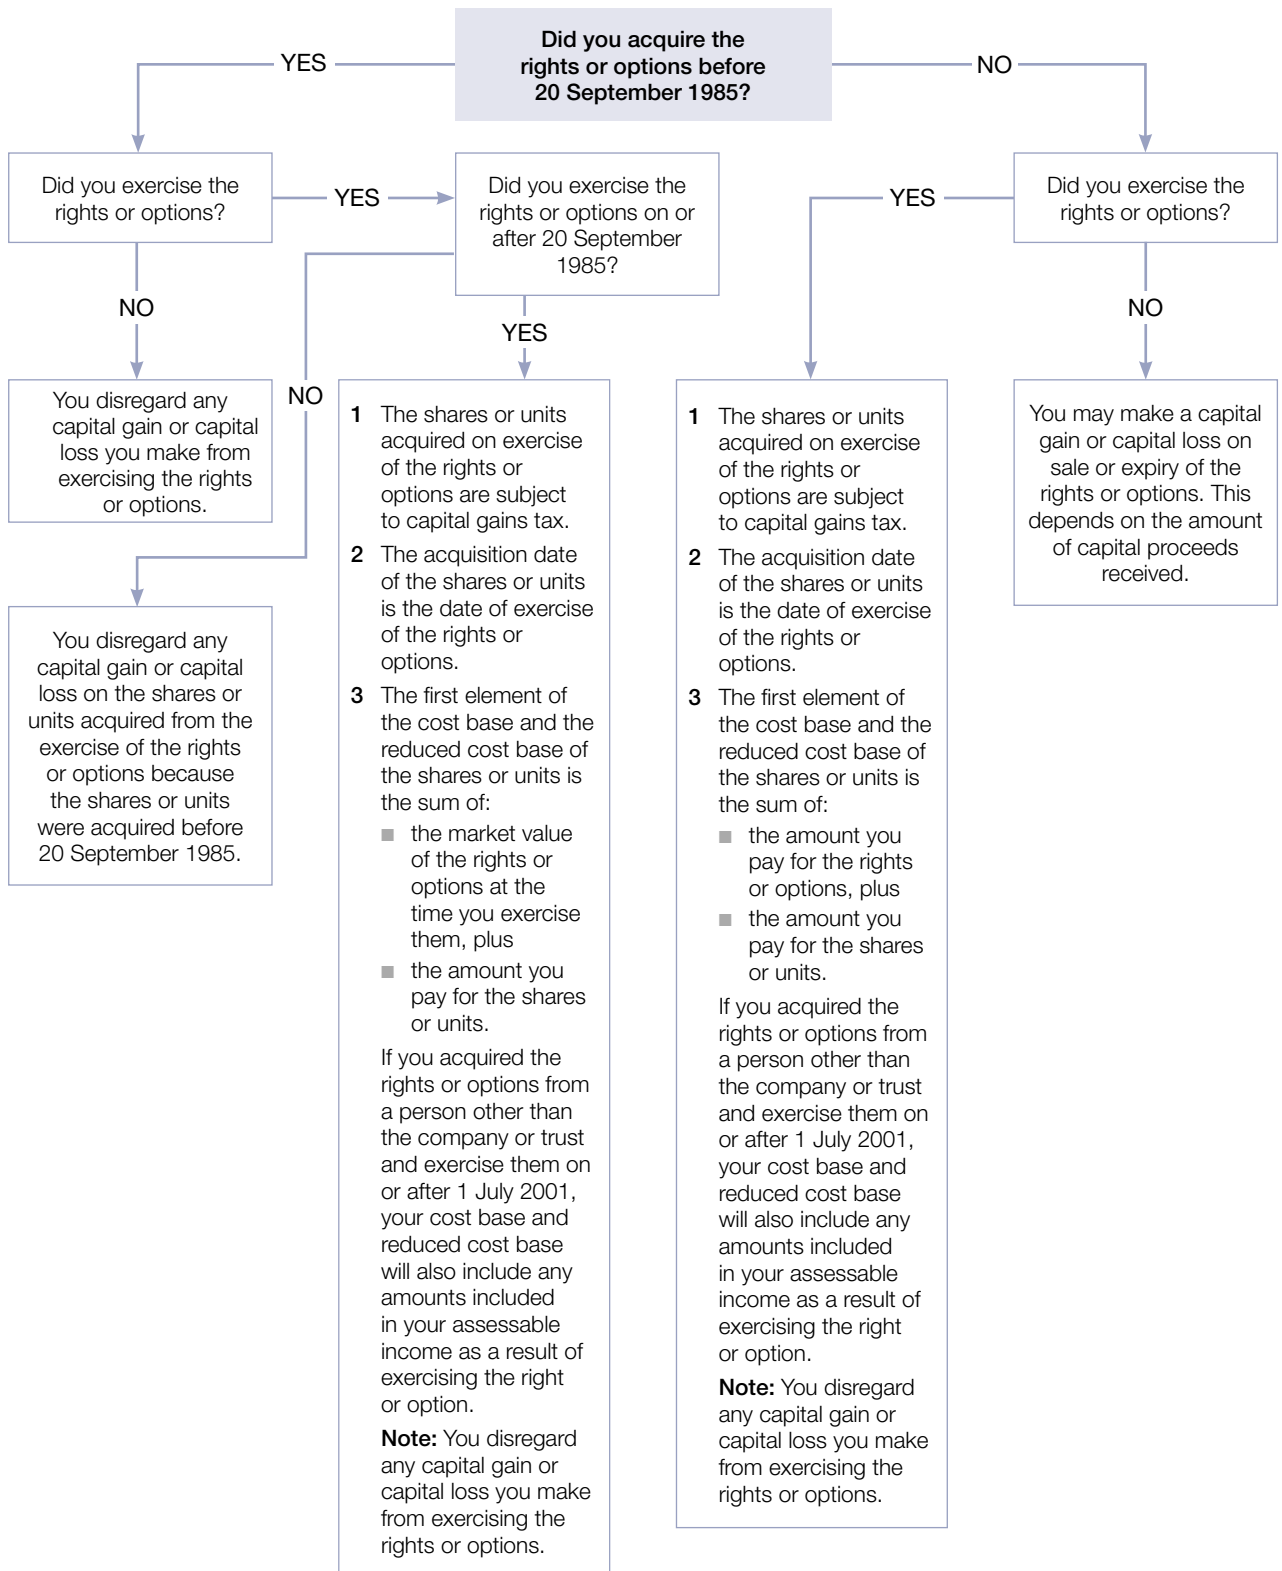 Did you acquire the
rights or options before
20 September 1985?
YES
NO
Did you exercise the
rights or options?
YES
Did you exercise the
rights or options on or
after 20 September
1985?
YES
Did you exercise the
rights or options?
NO
YES
NO
NO
You disregard any
capital gain or capital
loss you make from
exercising the rights
or options.
You disregard any
capital gain or capital
loss on the shares or
units acquired from the
exercise of the rights
or options because
the shares or units
were acquired before
20 September 1985.
1 The shares or units
acquired on exercise
of the rights or
options are subject
to capital gains tax.
2 The acquisition date
of the shares or units
is the date of exercise
of the rights or
options.
3 The first element of
the cost base and the
reduced cost base of
the shares or units is
the sum of:
■ the market value
of the rights or
options at the
time you exercise
them, plus
■ the amount you
pay for the shares
or units.
If you acquired the
rights or options from
a person other than
the company or trust
and exercise them on
or after 1 July 2001,
your cost base and
reduced cost base
will also include any
amounts included
in your assessable
income as a result of
exercising the right
or option.
Note: You disregard
any capital gain or
capital loss you make
from exercising the
rights or options.
1 The shares or units
acquired on exercise
of the rights or
options are subject
to capital gains tax.
2 The acquisition date
of the shares or units
is the date of exercise
of the rights or
options.
3 The first element of
the cost base and the
reduced cost base of
the shares or units is
the sum of:
■ the amount you
pay for the rights
or options, plus
■ the amount you
pay for the shares
or units.
If you acquired the
rights or options from
a person other than
the company or trust
and exercise them on
or after 1 July 2001,
your cost base and
reduced cost base
will also include any
amounts included
in your assessable
income as a result of
exercising the right
or option.
Note: You disregard
any capital gain or
capital loss you make
from exercising the
rights or options.
You may make a capital
gain or capital loss on
sale or expiry of the
rights or options. This
depends on the amount
of capital proceeds
received.